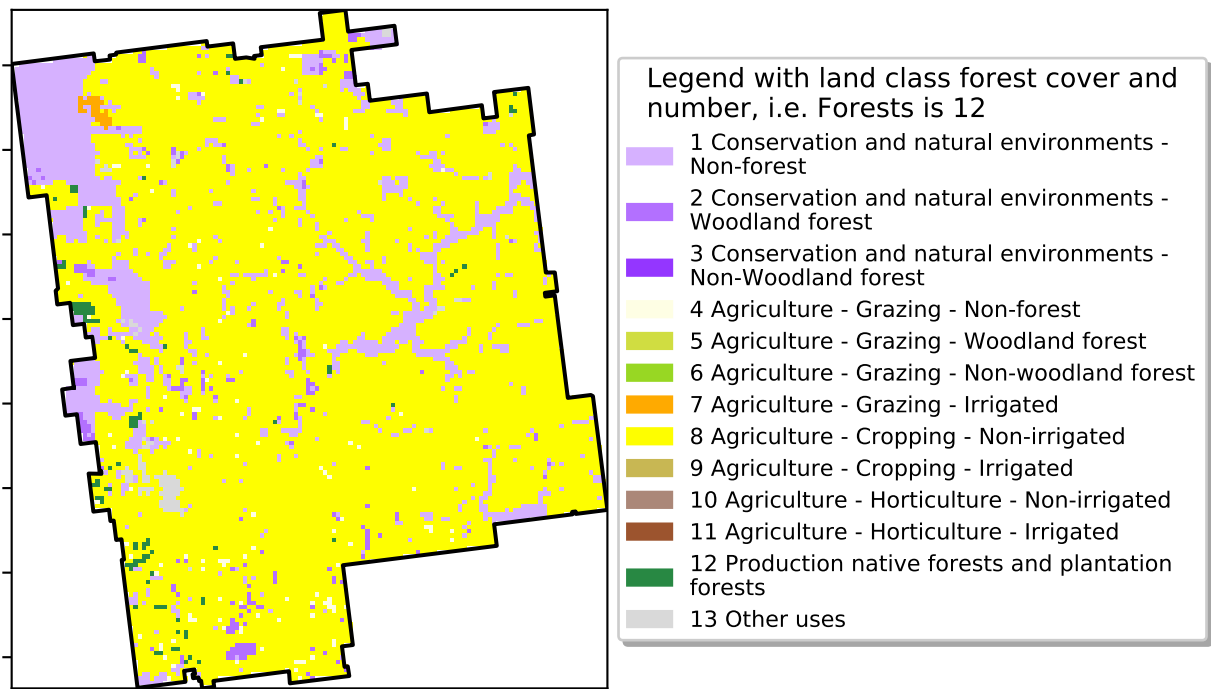 Legend with land class forest cover and
number, i.e. Forests is 12
1 Conservation and natural environments -
Non-forest
2 Conservation and natural environments -
Woodland forest
3 Conservation and natural environments -
Non-Woodland forest
4 Agriculture - Grazing - Non-forest
5 Agriculture - Grazing - Woodland forest
6 Agriculture - Grazing - Non-woodland forest
7 Agriculture - Grazing - Irrigated
8 Agriculture - Cropping - Non-irrigated
9 Agriculture - Cropping - Irrigated
10 Agriculture - Horticulture - Non-irrigated
11 Agriculture - Horticulture - Irrigated
12 Production native forests and plantation
forests
13 Other uses